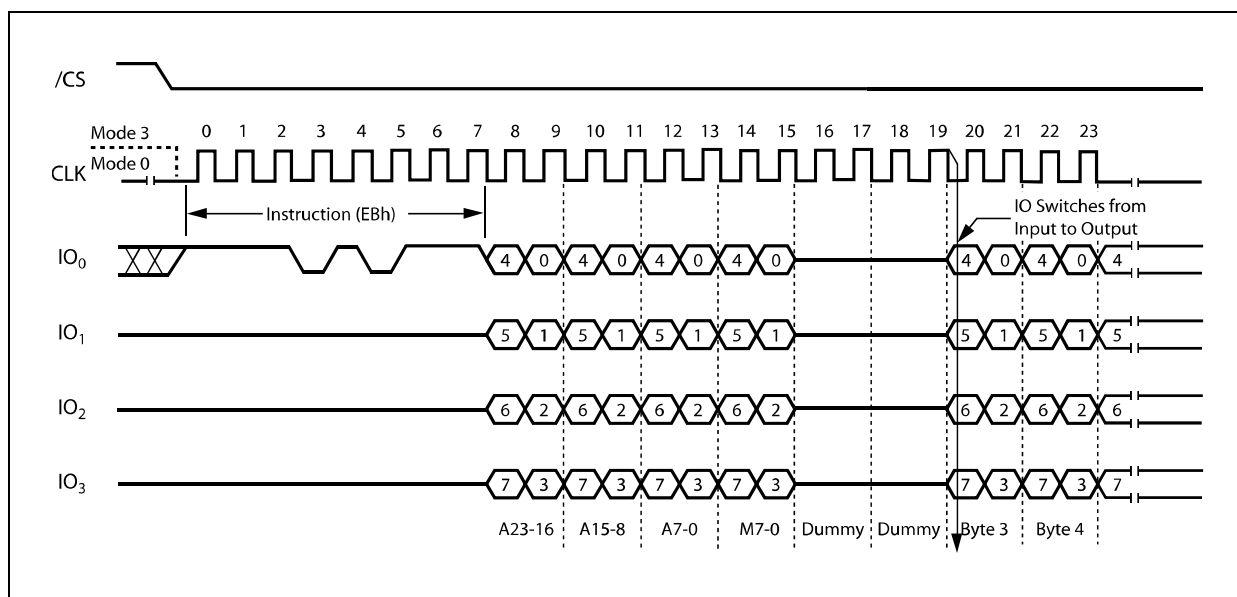 /CS
Mode 3
0 1 2 3 4 5 6 7 8 9 10 11 12 13 14 15 16 17 18 19 20 21 22 23
Mode 0
CLK
Instruction (EBh)
IO Switches from
Input to Output
IO0 4 0 4 0 4 0 4 0 4 0 4 0 4
IO1 5 1 5 1 5 1 5 1 5 1 5 1 5
IO2 6 2 6 2 6 2 6 2 6 2 6 2 6
IO3 7 3 7 3 7 3 7 3 7 3 7 3 7
A23-16 A15-8 A7-0 M7-0 Dummy Dummy Byte 3 Byte 4